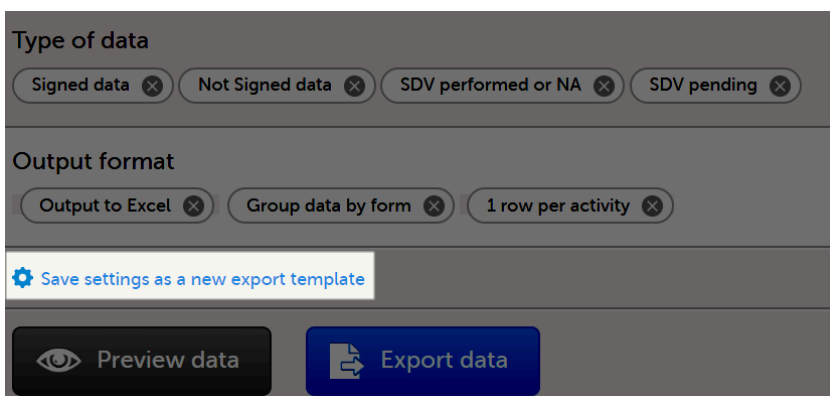 Type of data
Signed data Not Signed data SDV performed or NA SDV pending
Output format
Output to Excel Group data by form 1 row per activity
Save settings as a new export template
Preview data Export data